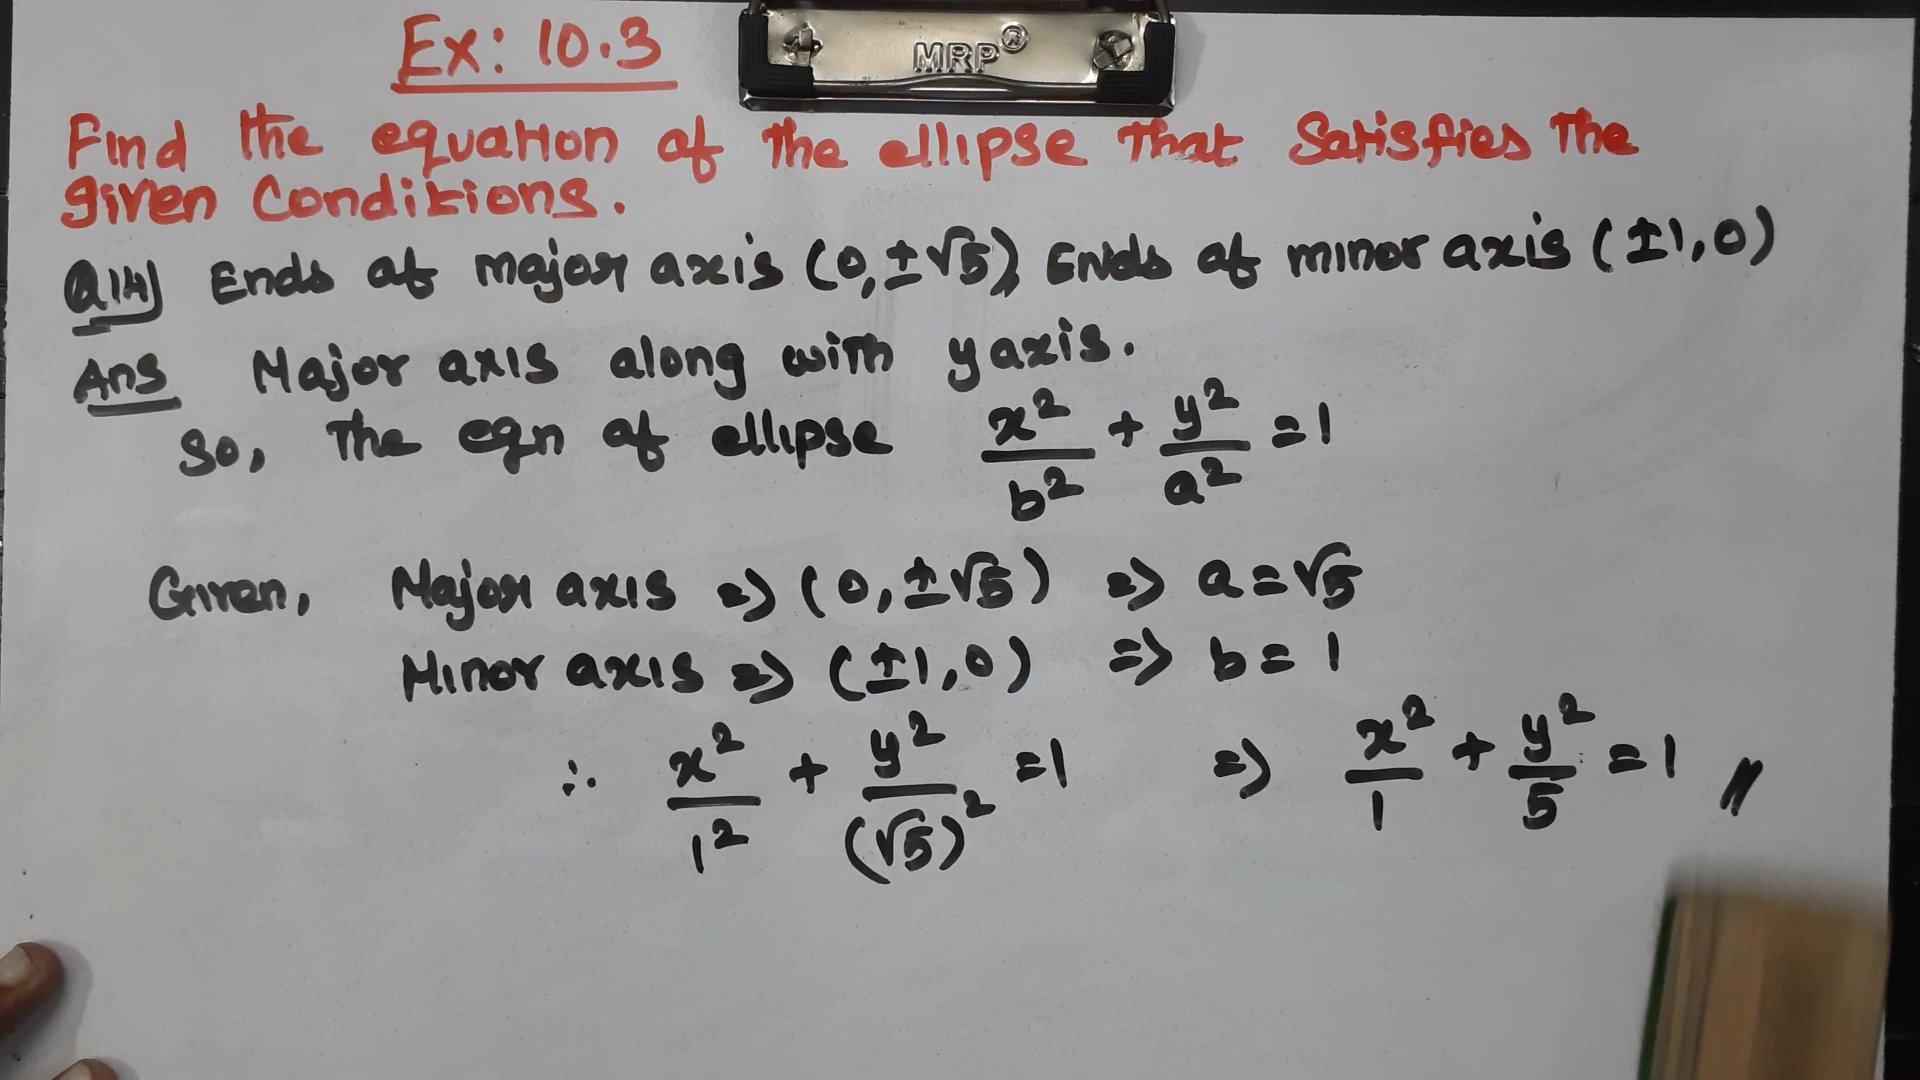 MRP®
Ex: 10.3
Find the equation of the ellipse that Satisfies the
given Conditions.
Q14) Ends of major axis (0,±√5), Ends of minor axis (±1,0)
Ans Major axis along with y axis.
So, The eqn of ellipse x²/b² + y²/a² = 1
Given, Major axis => (0,±√5) => a=√5
Minor axis => (±1,0) => b=1
∴ x²/1² + y²/(√5)² =1 => x²/1 + y²/5 =1 //